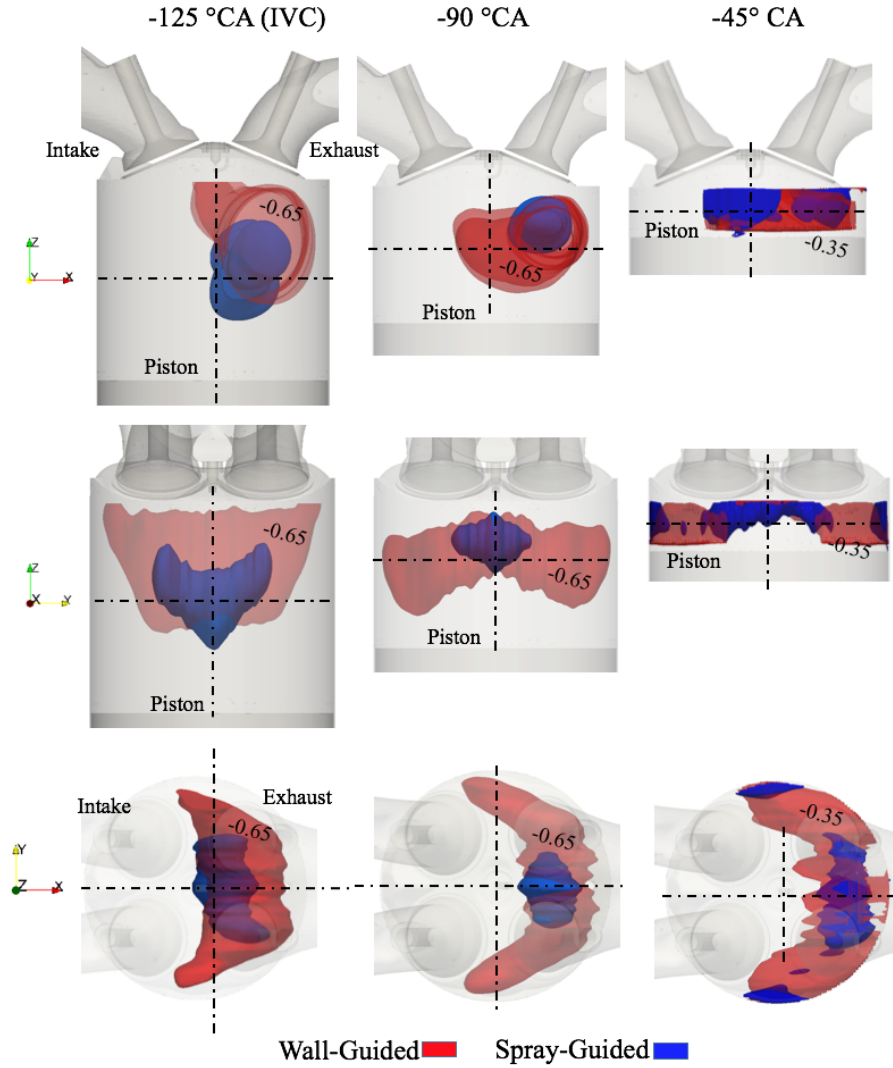 -125 °CA (IVC) -90 °CA -45° CA
Intake Exhaust
-0.65
Z
Y X
Piston
-0.65
Piston
Piston
-0.35
-0.65
Z
X Y
Piston
-0.65
Piston
Piston
-0.35
Intake Exhaust
-0.65
Y
Z X
-0.65
-0.35
Wall-Guided Spray-Guided